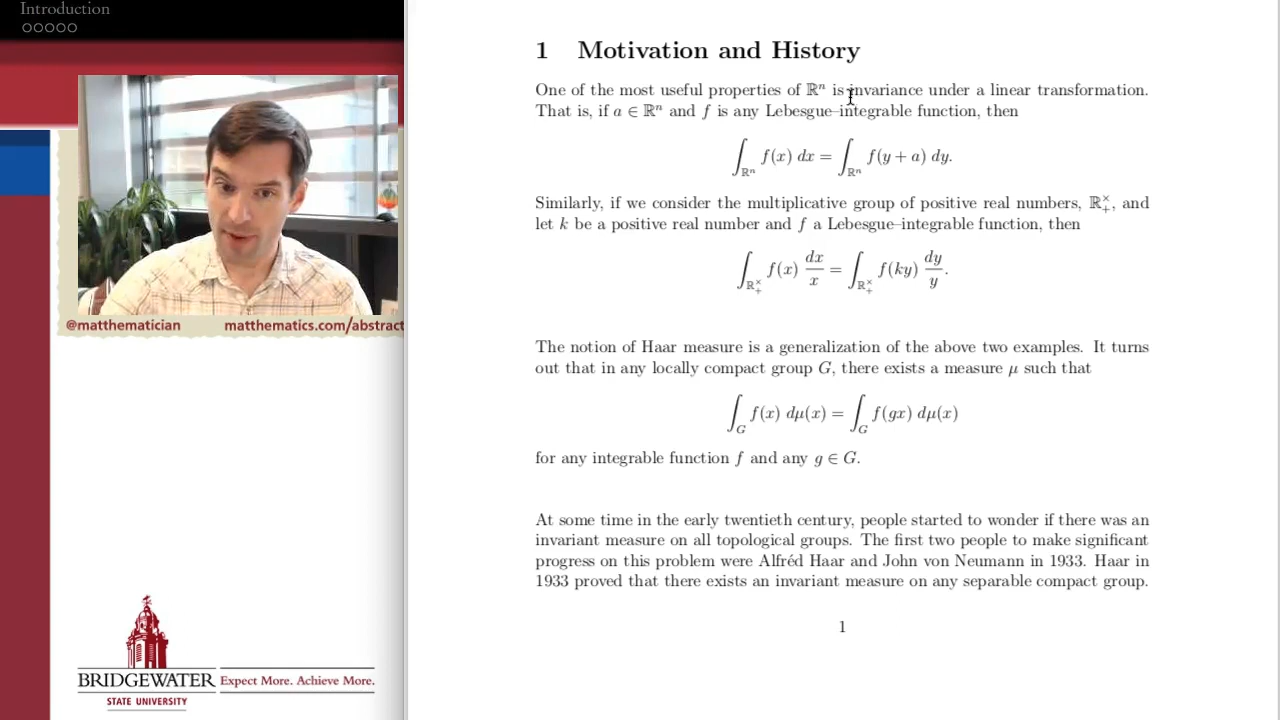 Introduction
@matthematician
matthematics.com/abstract
BRIDGEWATER
STATE UNIVERSITY
Expect More. Achieve More.
1 Motivation and History
One of the most useful properties of ℝⁿ is invariance under a linear transformation.
That is, if a ∈ ℝⁿ and f is any Lebesgue–integrable function, then
∫_{ℝⁿ} f(x) dx = ∫_{ℝⁿ} f(y + a) dy.
Similarly, if we consider the multiplicative group of positive real numbers, ℝ₊^×, and
let k be a positive real number and f a Lebesgue–integrable function, then
∫_{ℝ₊^×} f(x) dx/x = ∫_{ℝ₊^×} f(ky) dy/y.
The notion of Haar measure is a generalization of the above two examples. It turns
out that in any locally compact group G, there exists a measure μ such that
∫_G f(x) dμ(x) = ∫_G f(gx) dμ(x)
for any integrable function f and any g ∈ G.
At some time in the early twentieth century, people started to wonder if there was an
invariant measure on all topological groups. The first two people to make significant
progress on this problem were Alfréd Haar and John von Neumann in 1933. Haar in
1933 proved that there exists an invariant measure on any separable compact group.
1